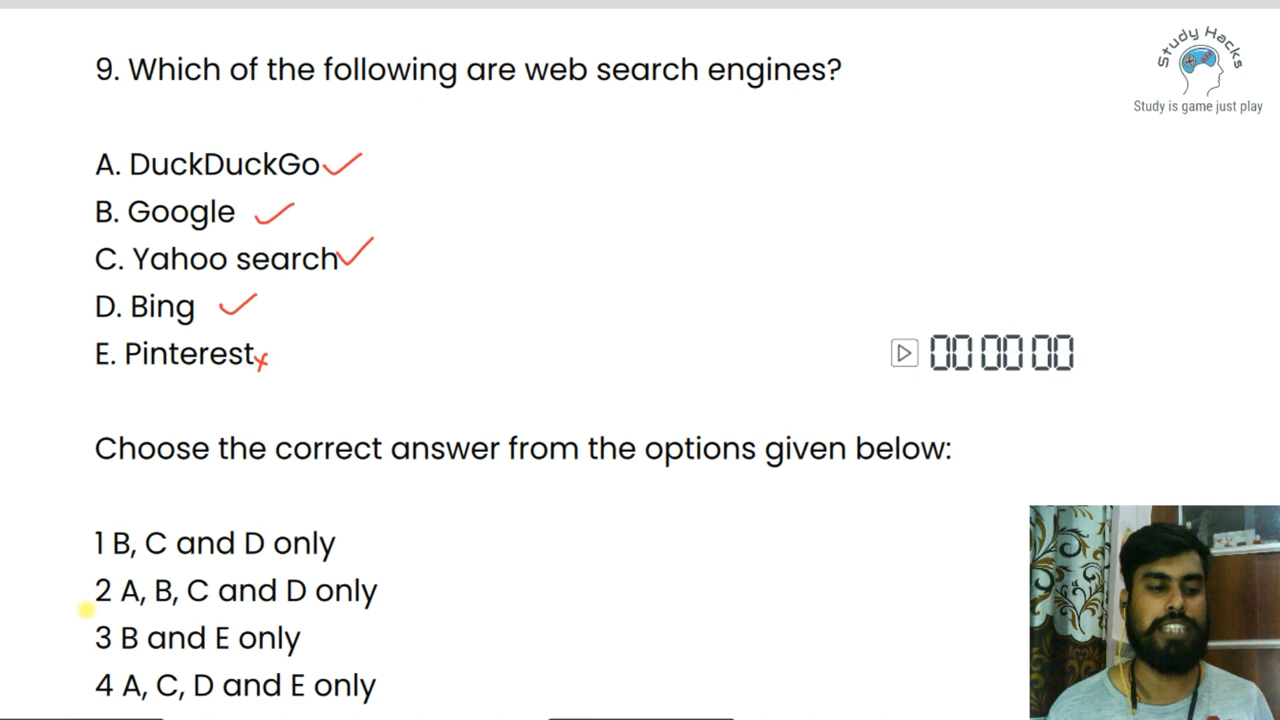 Study Hacks
Study is game just play
9. Which of the following are web search engines?
A. DuckDuckGo
B. Google
C. Yahoo search
D. Bing
E. Pinterest
00 00 00
Choose the correct answer from the options given below:
1 B, C and D only
2 A, B, C and D only
3 B and E only
4 A, C, D and E only